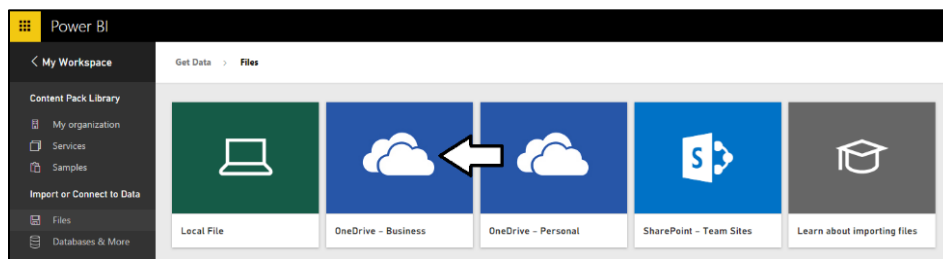 Power BI
< My Workspace
Get Data > Files
Content Pack Library
My organization
Services
Samples
Import or Connect to Data
Files
Databases & More
Local File
OneDrive – Business
OneDrive – Personal
S
SharePoint – Team Sites
Learn about importing files